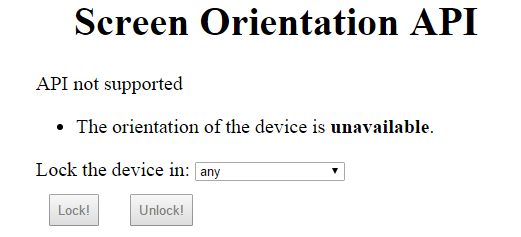 Screen Orientation API
API not supported
• The orientation of the device is unavailable.
Lock the device in: any
Lock! Unlock!